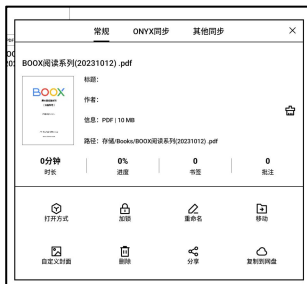 常规 ONYX同步 其他同步
BOOX阅读系列(20231012) .pdf
BOOX
标题：
作者：
信息：PDF | 10 MB
路径：存储/Books/BOOX阅读系列(20231012) .pdf
0分钟 0% 0 0
时长 进度 书签 批注
打开方式 加锁 重命名 移动
自定义封面 删除 分享 复制到网盘